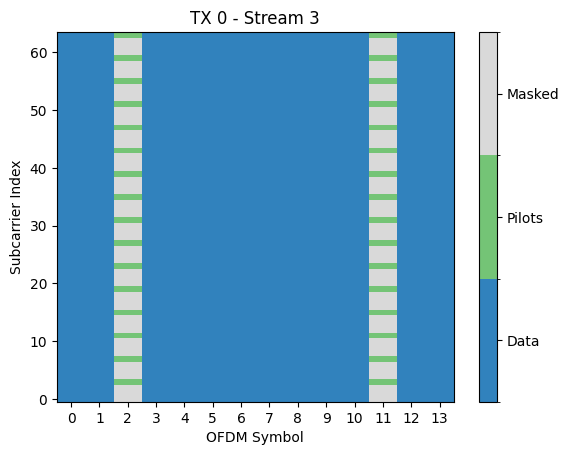 TX 0 - Stream 3
Subcarrier Index
60
50
40
30
20
10
0
0 1 2 3 4 5 6 7 8 9 10 11 12 13
OFDM Symbol
Masked
Pilots
Data